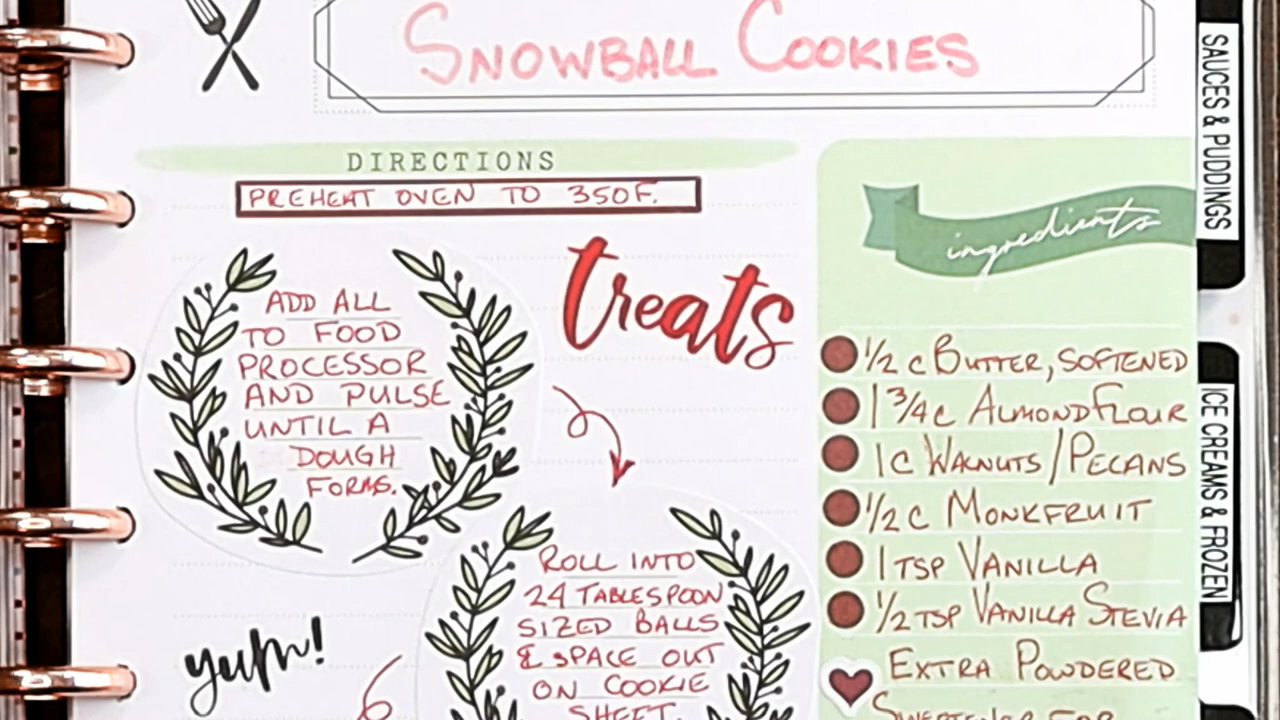 SNOWBALL COOKIES
DIRECTIONS
PREHEAT OVEN TO 350F.
treats
ADD ALL
TO FOOD
PROCESSOR
AND PULSE
UNTIL A
DOUGH
FORMS.
ROLL INTO
24 TABLESPOON
SIZED BALLS
& SPACE OUT
ON COOKIE
SHEET.
yum!
ingredients
1/2 C BUTTER, SOFTENED
1 3/4 C ALMOND FLOUR
1 C WALNUTS/PECANS
1/2 C MONKFRUIT
1 TSP VANILLA
1/2 TSP VANILLA STEVIA
EXTRA POWDERED
SWEETENER FOR
SAUCES & PUDDINGS
ICE CREAMS & FROZEN